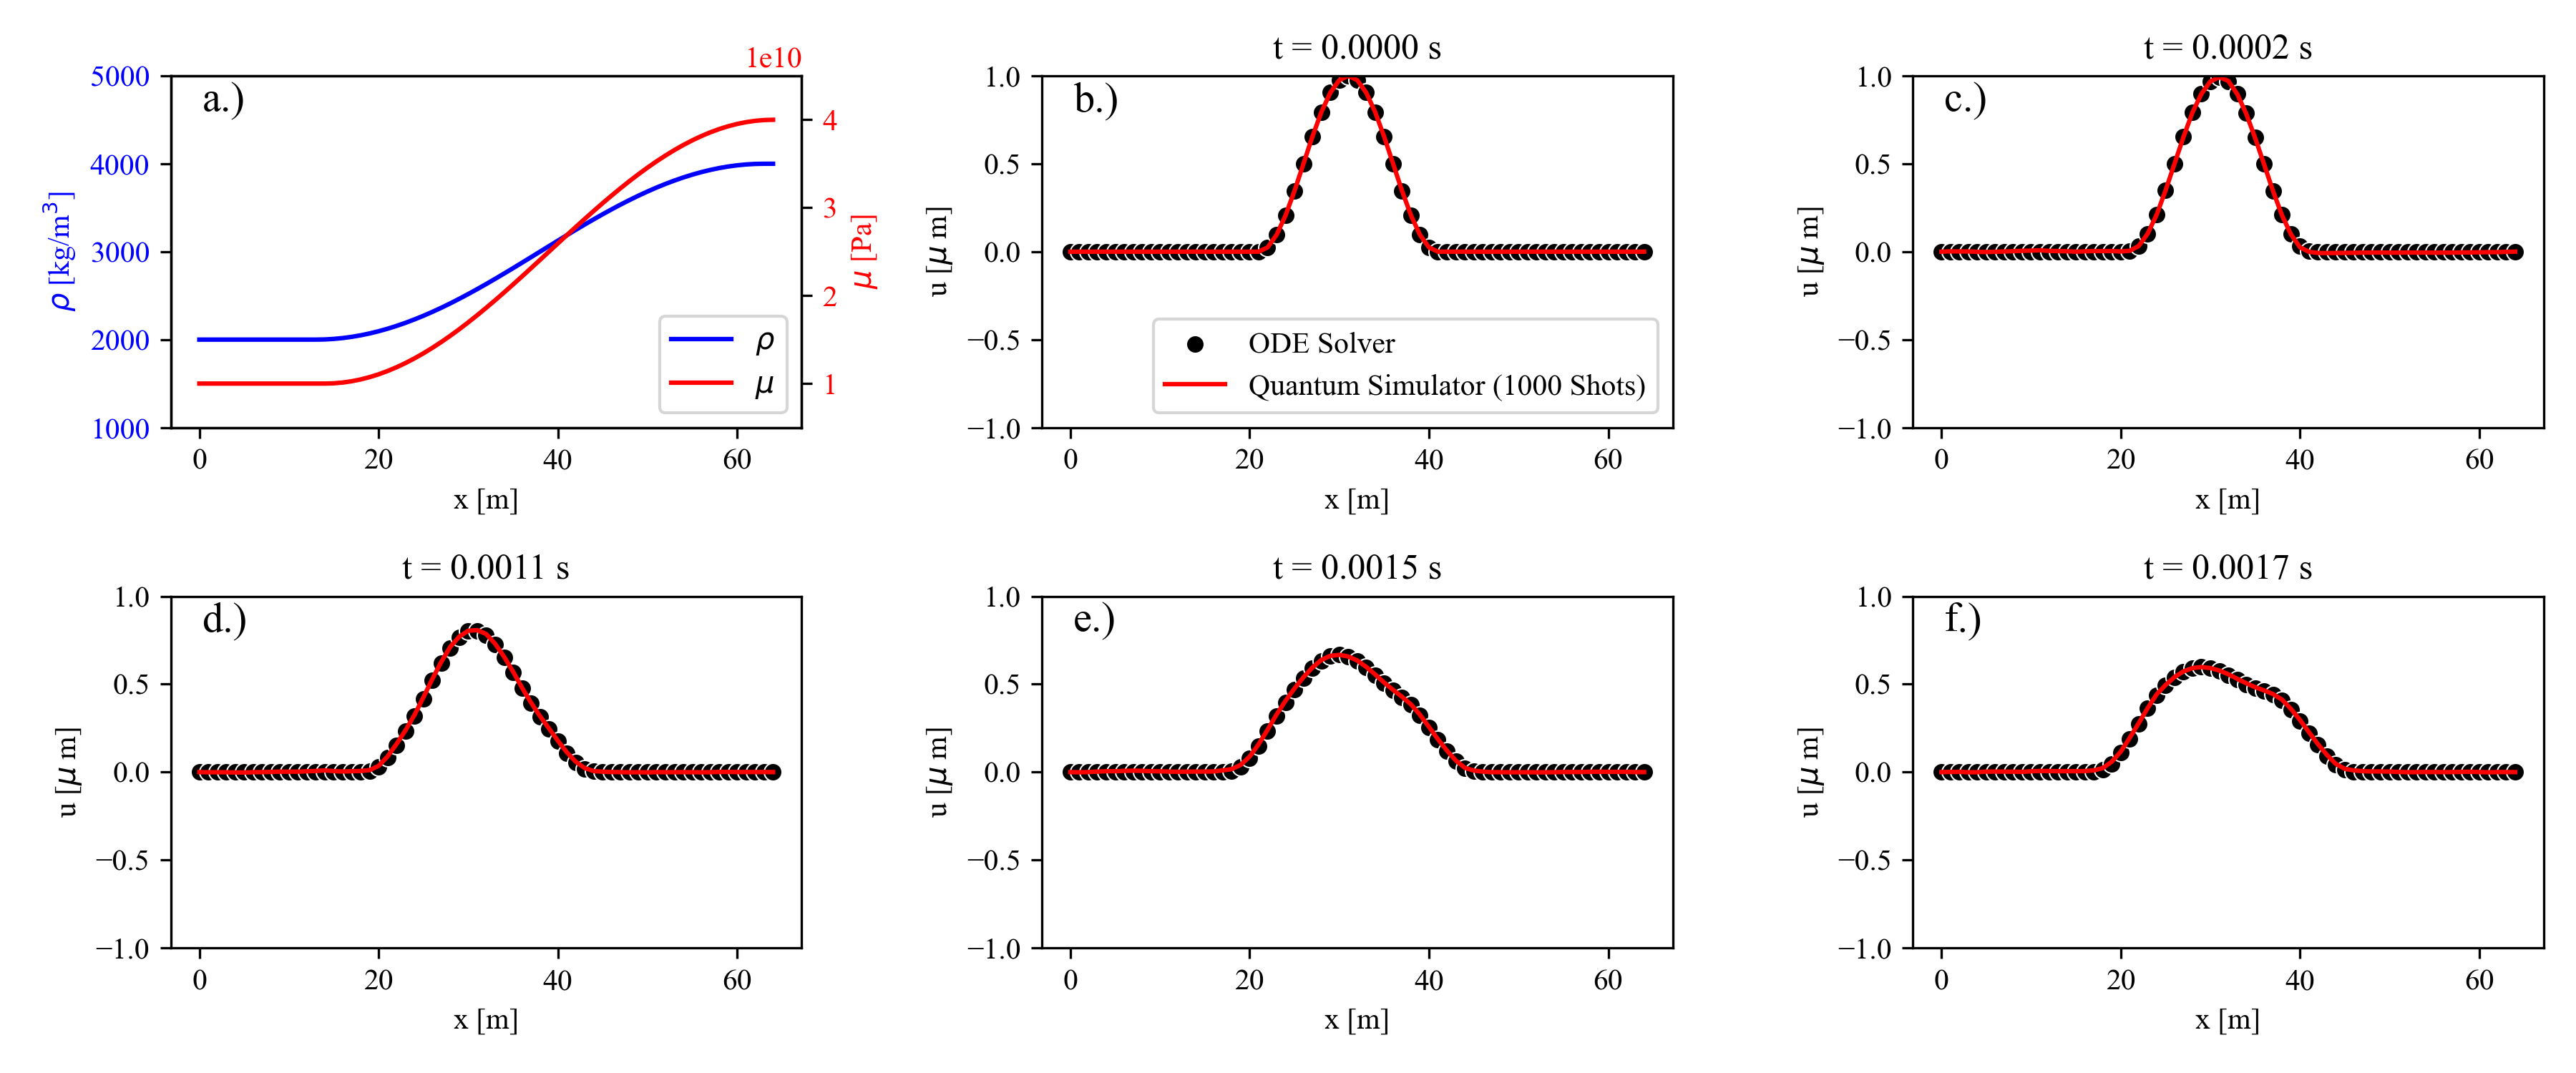 a.)
1e10
5000
4000
3000
2000
1000
ρ [kg/m³]
4
3
2
1
μ [Pa]
ρ
μ
0 20 40 60
x [m]
t = 0.0000 s
b.)
1.0
0.5
0.0
−0.5
−1.0
u [μ m]
ODE Solver
Quantum Simulator (1000 Shots)
0 20 40 60
x [m]
t = 0.0002 s
c.)
1.0
0.5
0.0
−0.5
−1.0
u [μ m]
0 20 40 60
x [m]
t = 0.0011 s
d.)
1.0
0.5
0.0
−0.5
−1.0
u [μ m]
0 20 40 60
x [m]
t = 0.0015 s
e.)
1.0
0.5
0.0
−0.5
−1.0
u [μ m]
0 20 40 60
x [m]
t = 0.0017 s
f.)
1.0
0.5
0.0
−0.5
−1.0
u [μ m]
0 20 40 60
x [m]